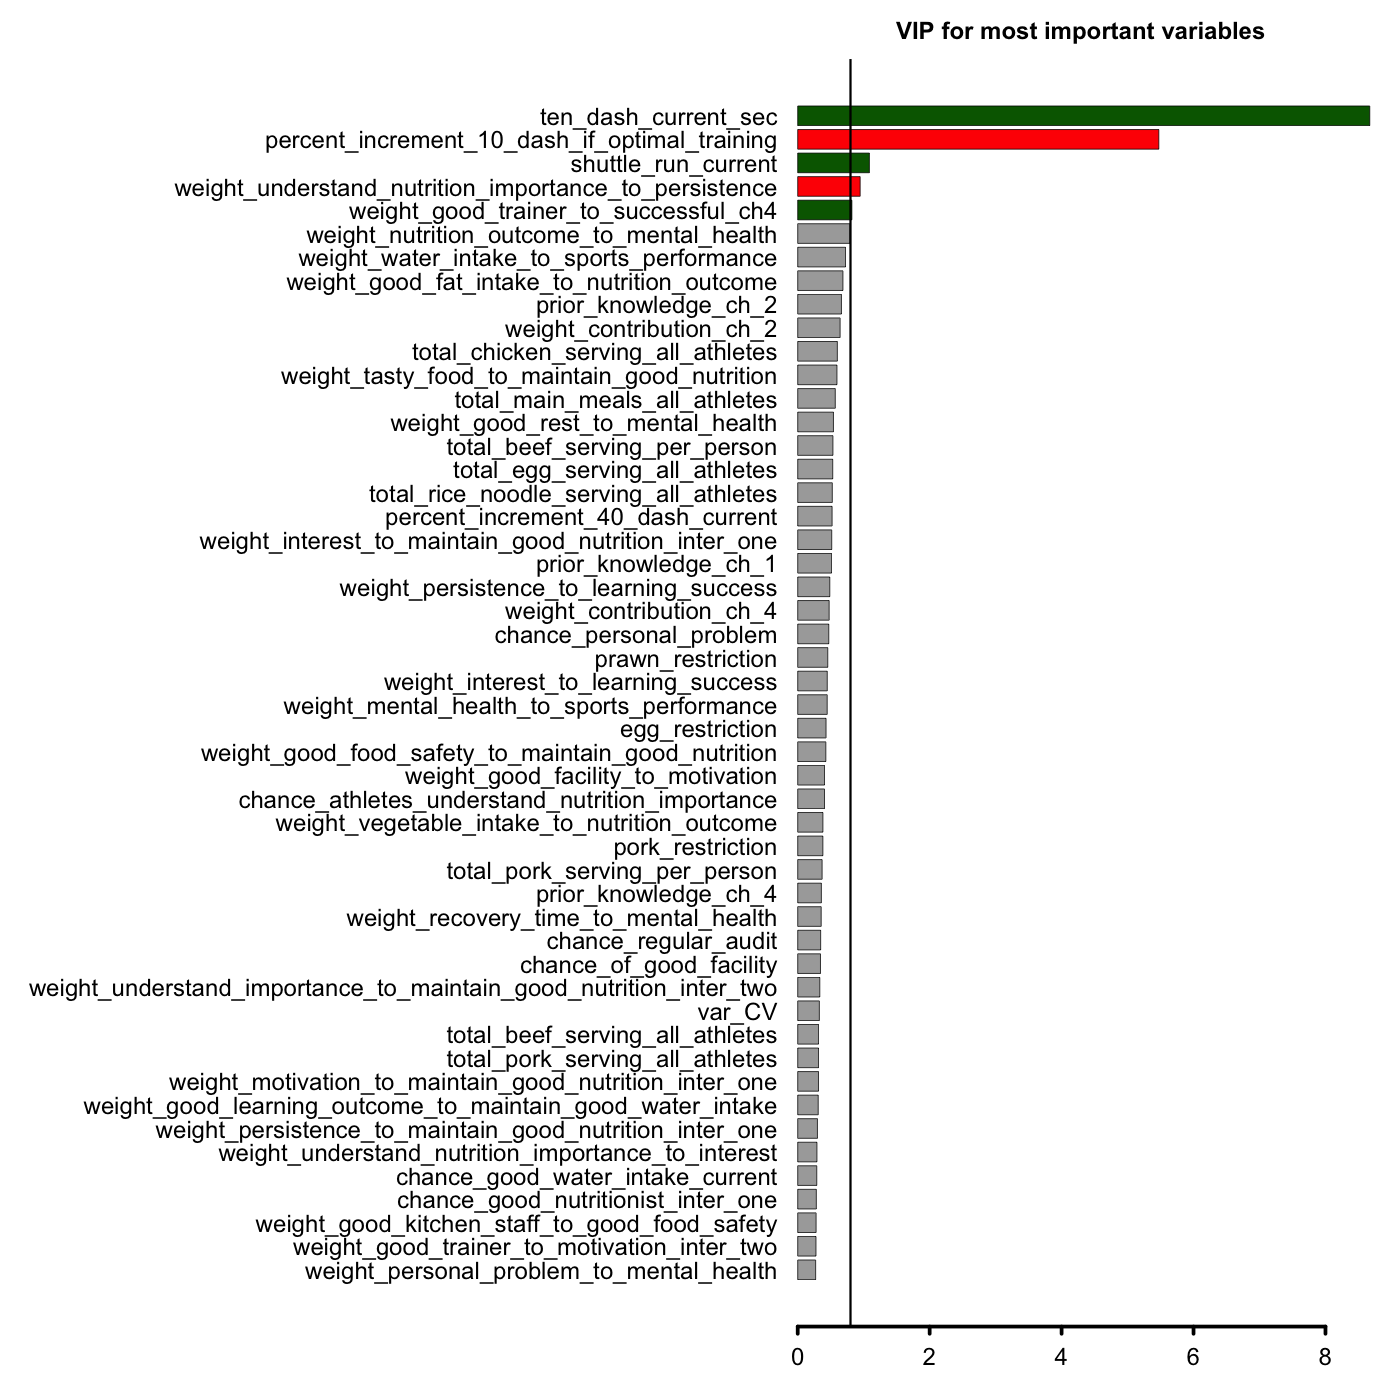 VIP for most important variables
ten_dash_current_sec
percent_increment_10_dash_if_optimal_training
shuttle_run_current
weight_understand_nutrition_importance_to_persistence
weight_good_trainer_to_successful_ch4
weight_nutrition_outcome_to_mental_health
weight_water_intake_to_sports_performance
weight_good_fat_intake_to_nutrition_outcome
prior_knowledge_ch_2
weight_contribution_ch_2
total_chicken_serving_all_athletes
weight_tasty_food_to_maintain_good_nutrition
total_main_meals_all_athletes
weight_good_rest_to_mental_health
total_beef_serving_per_person
total_egg_serving_all_athletes
total_rice_noodle_serving_all_athletes
percent_increment_40_dash_current
weight_interest_to_maintain_good_nutrition_inter_one
prior_knowledge_ch_1
weight_persistence_to_learning_success
weight_contribution_ch_4
chance_personal_problem
prawn_restriction
weight_interest_to_learning_success
weight_mental_health_to_sports_performance
egg_restriction
weight_good_food_safety_to_maintain_good_nutrition
weight_good_facility_to_motivation
chance_athletes_understand_nutrition_importance
weight_vegetable_intake_to_nutrition_outcome
pork_restriction
total_pork_serving_per_person
prior_knowledge_ch_4
weight_recovery_time_to_mental_health
chance_regular_audit
chance_of_good_facility
weight_understand_importance_to_maintain_good_nutrition_inter_two
var_CV
total_beef_serving_all_athletes
total_pork_serving_all_athletes
weight_motivation_to_maintain_good_nutrition_inter_one
weight_good_learning_outcome_to_maintain_good_water_intake
weight_persistence_to_maintain_good_nutrition_inter_one
weight_understand_nutrition_importance_to_interest
chance_good_water_intake_current
chance_good_nutritionist_inter_one
weight_good_kitchen_staff_to_good_food_safety
weight_good_trainer_to_motivation_inter_two
weight_personal_problem_to_mental_health
0 2 4 6 8